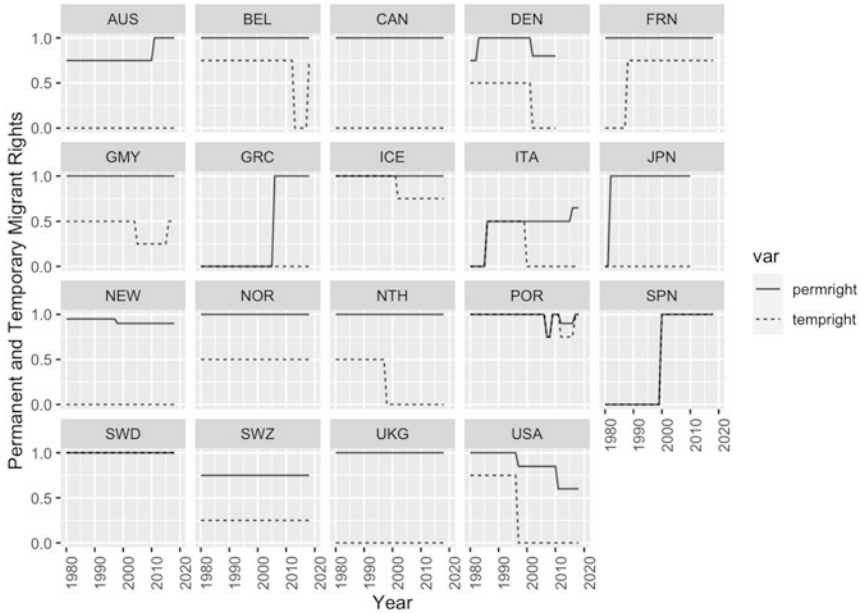 AUS BEL CAN DEN FRN
1.0
0.5
0.0
GMY GRC ICE ITA JPN
1.0
0.5
0.0
NEW NOR NTH POR SPN
1.0
0.5
0.0
SWD SWZ UKG USA
1.0
0.5
0.0
1980 1990 2000 2010 2020
1980 1990 2000 2010 2020
1980 1990 2000 2010 2020
1980 1990 2000 2010 2020
1980 1990 2000 2010 2020
Year
Permanent and Temporary Migrant Rights
var
permright
tempright